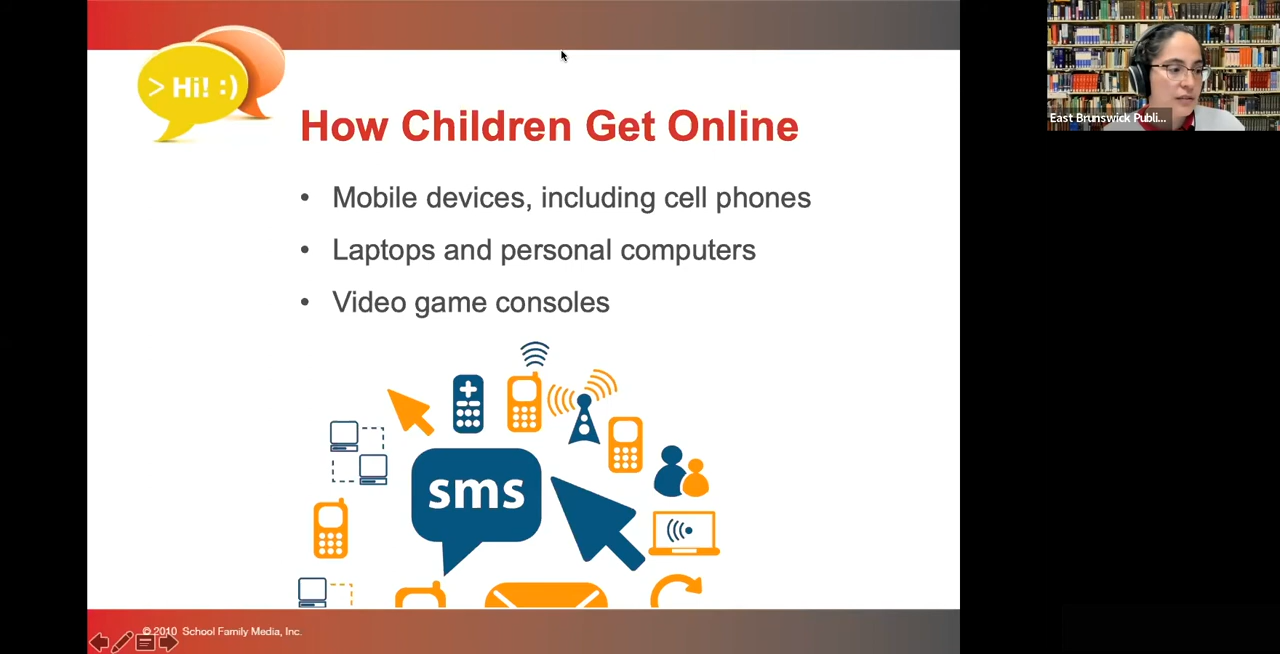 > Hi! :)
How Children Get Online
• Mobile devices, including cell phones
• Laptops and personal computers
• Video game consoles
sms
© 2010 School Family Media, Inc.
East Brunswick Publi...